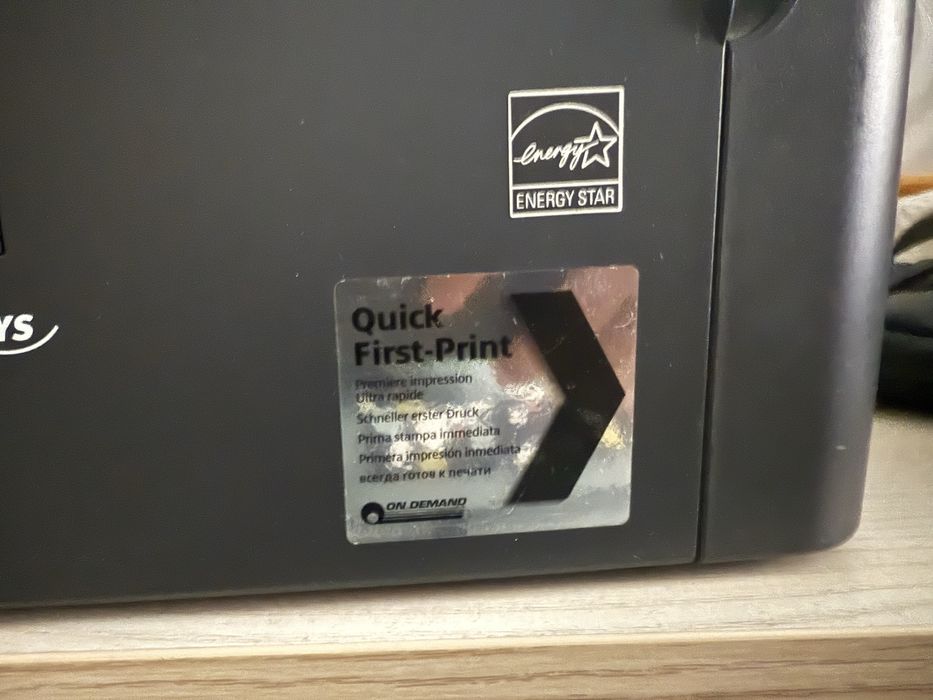 energy
ENERGY STAR
YS
Quick
First-Print
Premiere impression
Ultra rapide
Schneller erster Druck
Prima stampa immediata
Primera impresión inmediata
всегда готов к печати
ON DEMAND